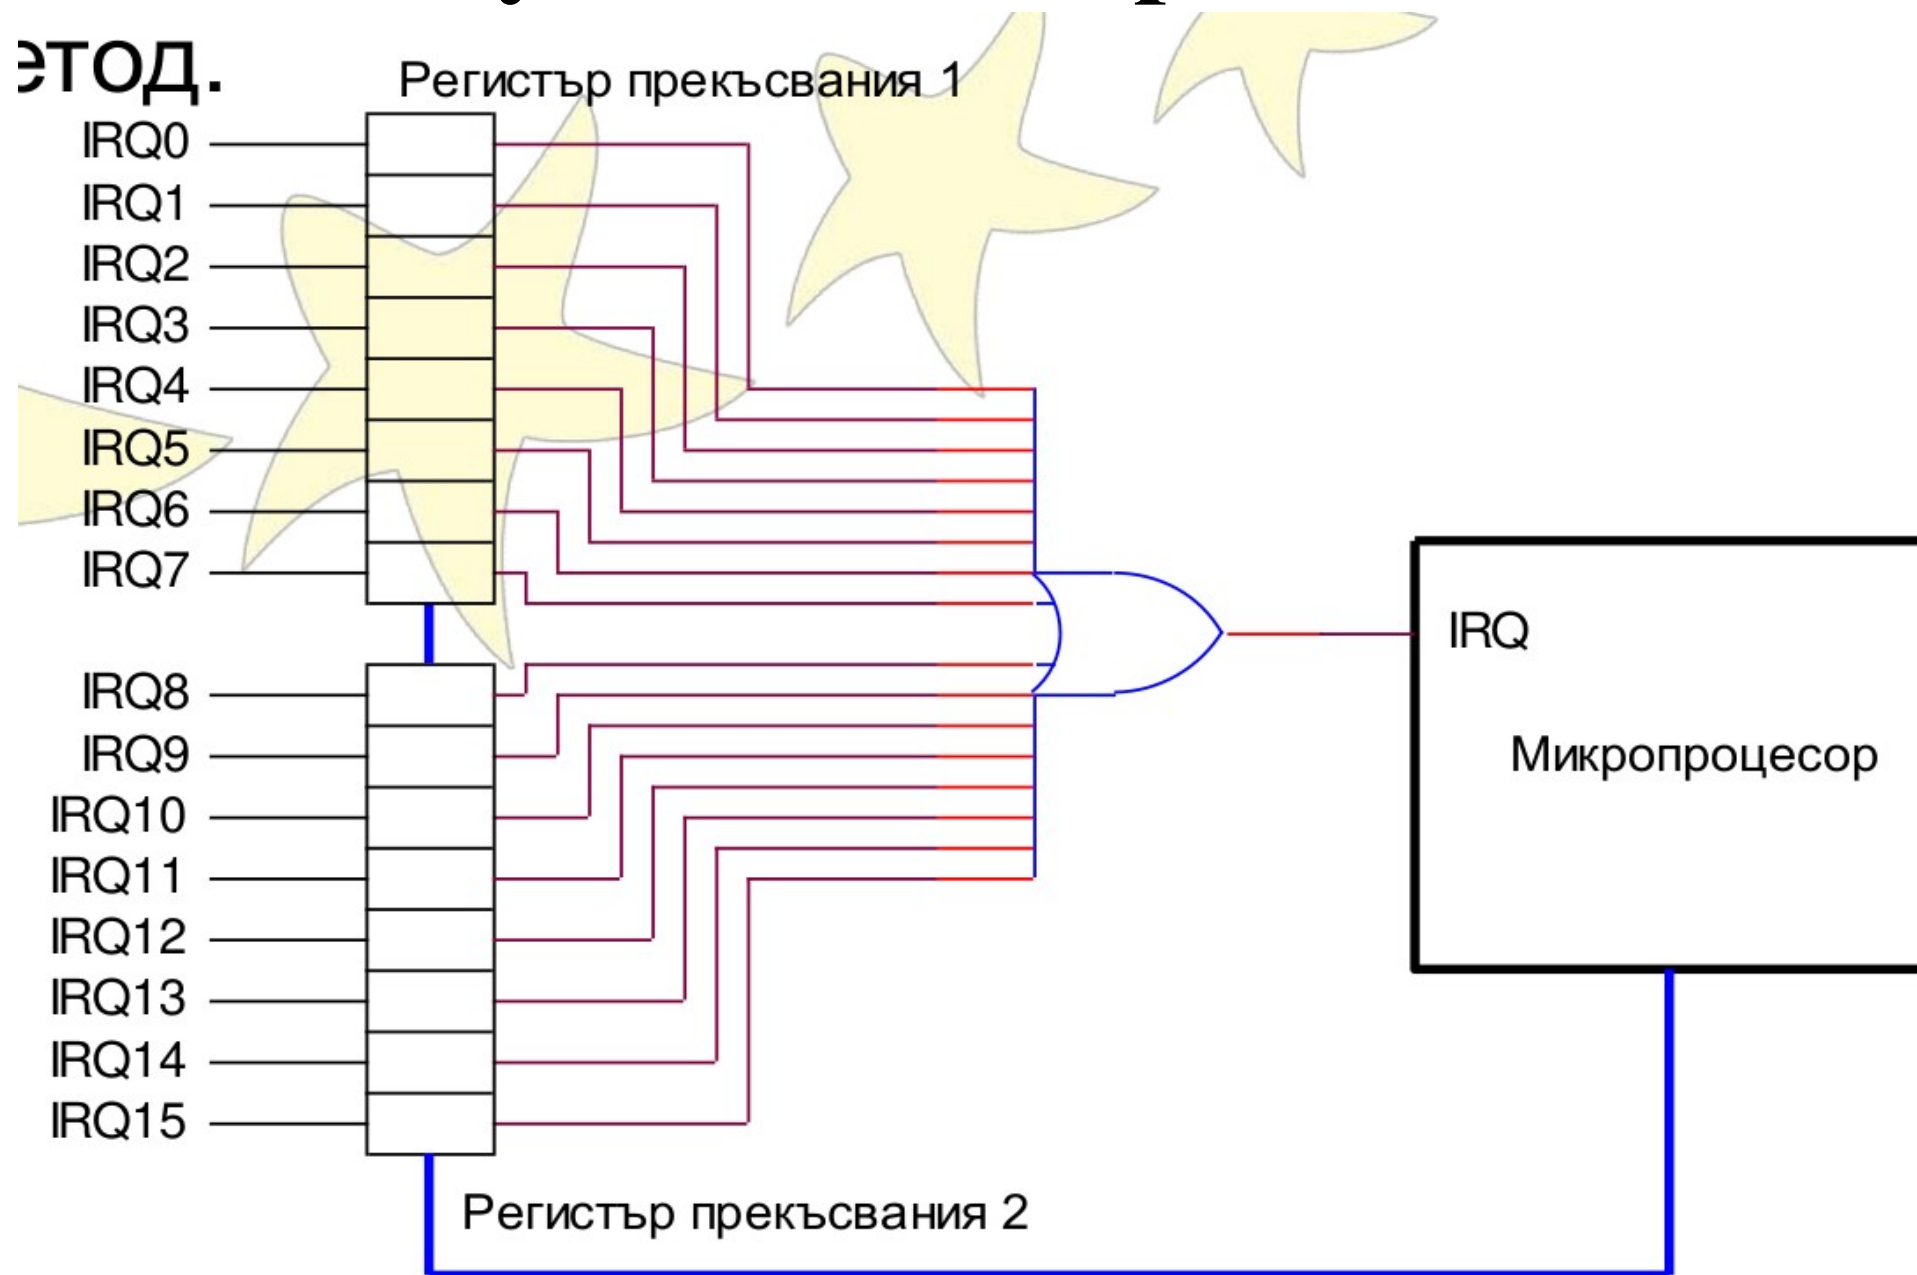 етод.
Регистър прекъсвания 1
IRQ0
IRQ1
IRQ2
IRQ3
IRQ4
IRQ5
IRQ6
IRQ7
IRQ8
IRQ9
IRQ10
IRQ11
IRQ12
IRQ13
IRQ14
IRQ15
IRQ
Микропроцесор
Регистър прекъсвания 2